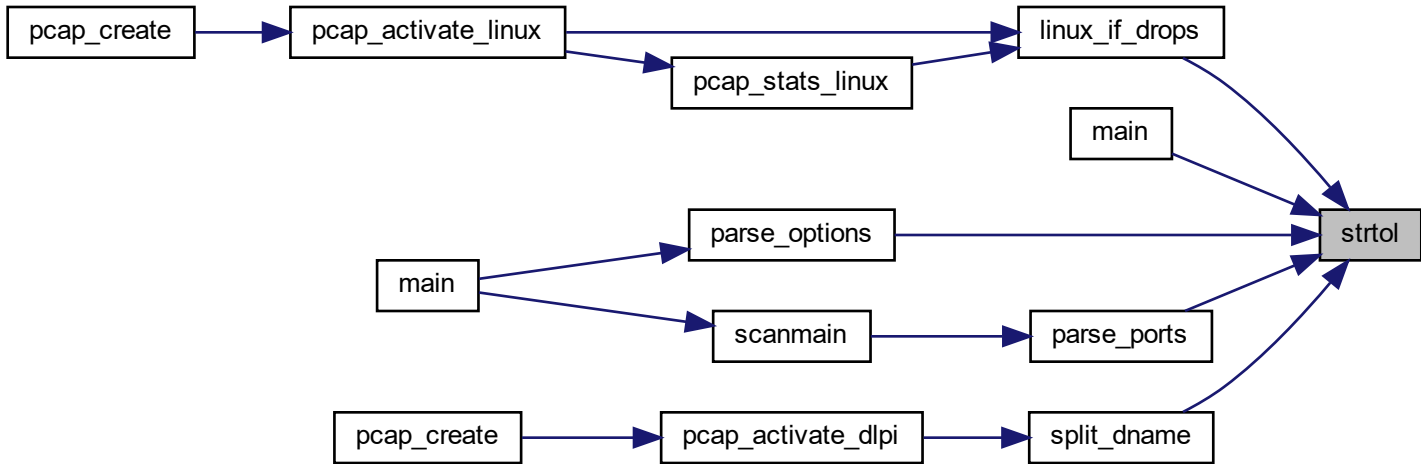 pcap_create
pcap_activate_linux
linux_if_drops
pcap_stats_linux
main
parse_options
strtol
main
scanmain
parse_ports
pcap_create
pcap_activate_dlpi
split_dname